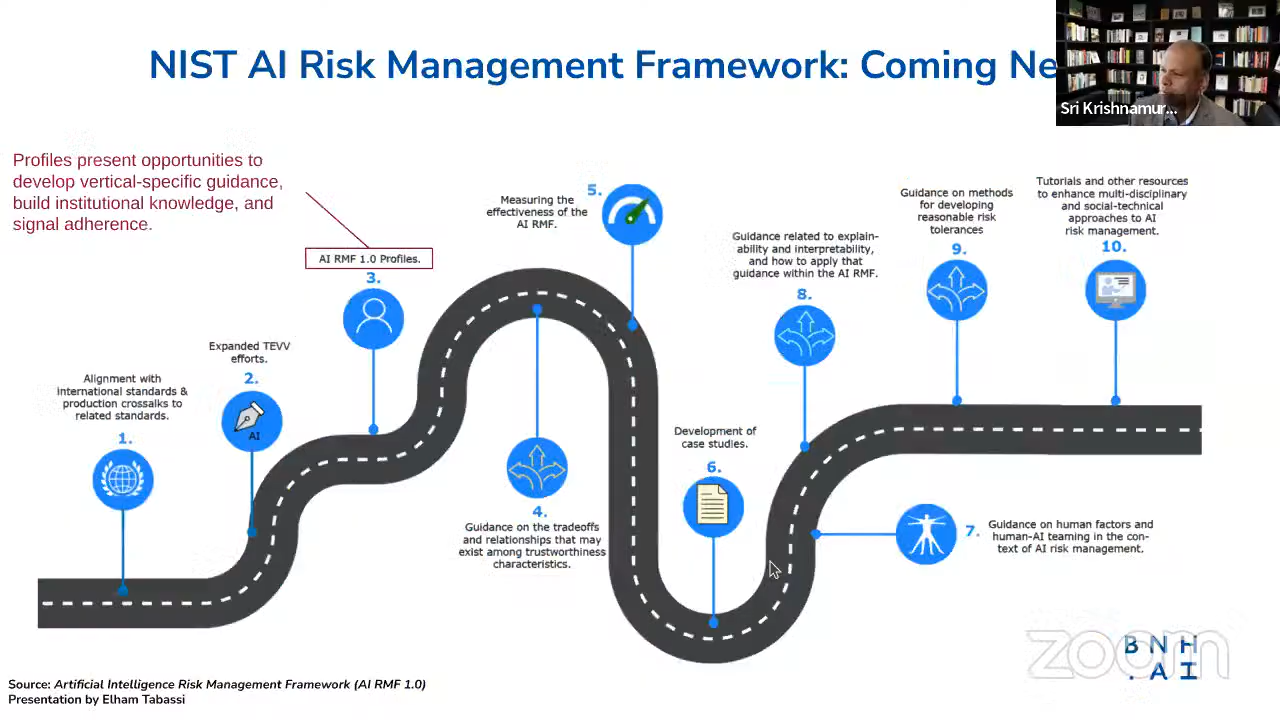 NIST AI Risk Management Framework: Coming Ne
Sri Krishnamur...
Profiles present opportunities to
develop vertical-specific guidance,
build institutional knowledge, and
signal adherence.
Alignment with
international standards &
production crossalks to
related standards.
1.
Expanded TEVV
efforts.
2.
AI
AI RMF 1.0 Profiles.
3.
4.
Guidance on the tradeoffs
and relationships that may
exist among trustworthiness
characteristics.
Measuring the
effectiveness of the
AI RMF.
5.
Development of
case studies.
6.
7.
Guidance on human factors and
human-AI teaming in the con-
text of AI risk management.
Guidance related to explain-
ability and interpretability,
and how to apply that
guidance within the AI RMF.
8.
Guidance on methods
for developing
reasonable risk
tolerances
9.
Tutorials and other resources
to enhance multi-disciplinary
and social-technical
approaches to AI
risk management.
10.
zoom
BNH
.AI
Source: Artificial Intelligence Risk Management Framework (AI RMF 1.0)
Presentation by Elham Tabassi